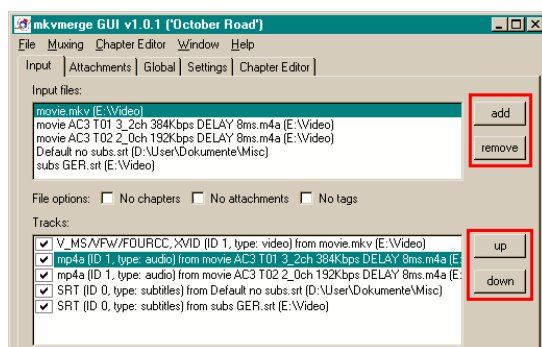 mkvmerge GUI v1.0.1 ('October Road')
File Muxing Chapter Editor Window Help
Input Attachments Global Settings Chapter Editor
Input files:
movie.mkv (E:\Video)
movie AC3 T01 3_2ch 384Kbps DELAY 8ms.m4a (E:\Video)
movie AC3 T02 2_0ch 192Kbps DELAY 8ms.m4a (E:\Video)
Default no subs.srt (D:\User\Dokumente\Misc)
subs GER.srt (E:\Video)
add
remove
File options: No chapters No attachments No tags
Tracks:
V_MS/VFW/FOURCC, XVID (ID 1, type: video) from movie.mkv (E:\Video)
mp4a (ID 1, type: audio) from movie AC3 T01 3_2ch 384Kbps DELAY 8ms.m4a (E:
mp4a (ID 1, type: audio) from movie AC3 T02 2_0ch 192Kbps DELAY 8ms.m4a (E:
SRT (ID 0, type: subtitles) from Default no subs.srt (D:\User\Dokumente\Misc)
SRT (ID 0, type: subtitles) from subs GER.srt (E:\Video)
up
down